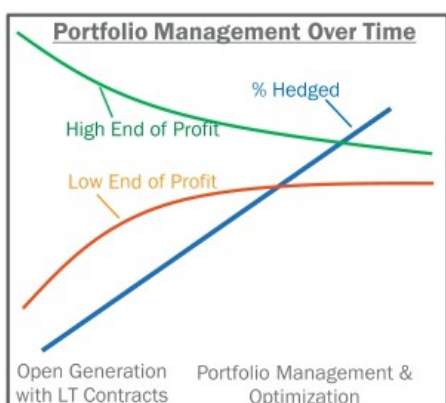 Portfolio Management Over Time
% Hedged
High End of Profit
Low End of Profit
Open Generation
with LT Contracts
Portfolio Management &
Optimization